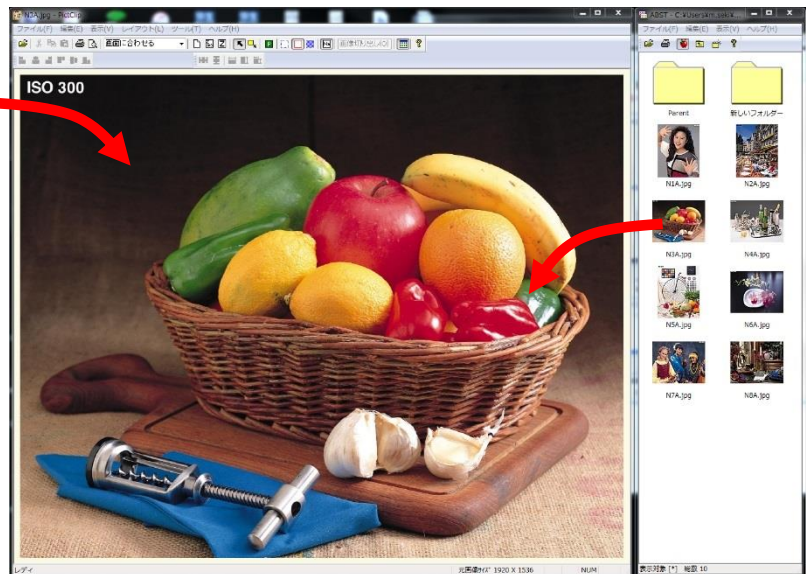 N3A.jpg - PictClip
ファイル(F) 編集(E) 表示(V) レイアウト(L) ツール(T) ヘルプ(H)
画面に合わせる
ISO 300
レディ
元画像ｻｲｽﾞ 1920 X 1536
NUM
ABST - C:¥Users¥m
ファイル(F) 編集(E) 表示(V) ヘルプ(H)
Parent
新しいフォルダー
N1A.jpg
N2A.jpg
N3A.jpg
N4A.jpg
N5A.jpg
N6A.jpg
N7A.jpg
N8A.jpg
表示対象 [*] 総数 10